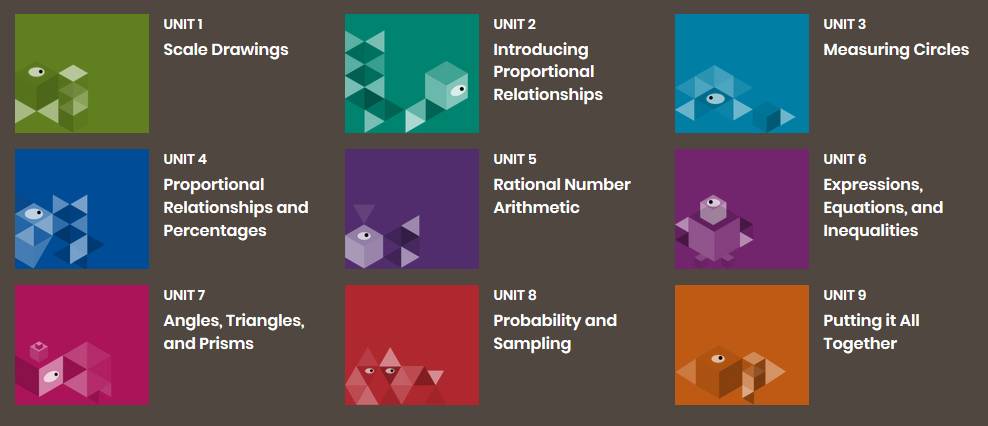 UNIT 1
Scale Drawings
UNIT 2
Introducing
Proportional
Relationships
UNIT 3
Measuring Circles
UNIT 4
Proportional
Relationships and
Percentages
UNIT 5
Rational Number
Arithmetic
UNIT 6
Expressions,
Equations, and
Inequalities
UNIT 7
Angles, Triangles,
and Prisms
UNIT 8
Probability and
Sampling
UNIT 9
Putting it All
Together